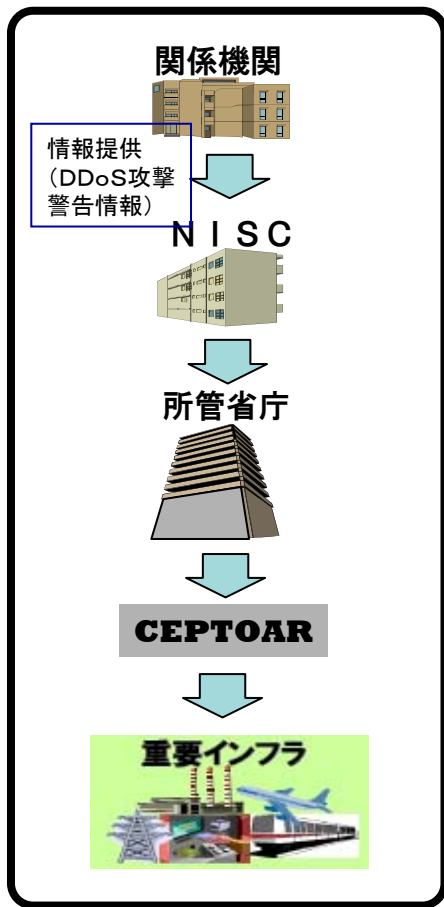 関係機関
情報提供
（DDoS攻撃
警告情報）
ＮＩＳＣ
所管省庁
CEPTOAR
重要インフラ